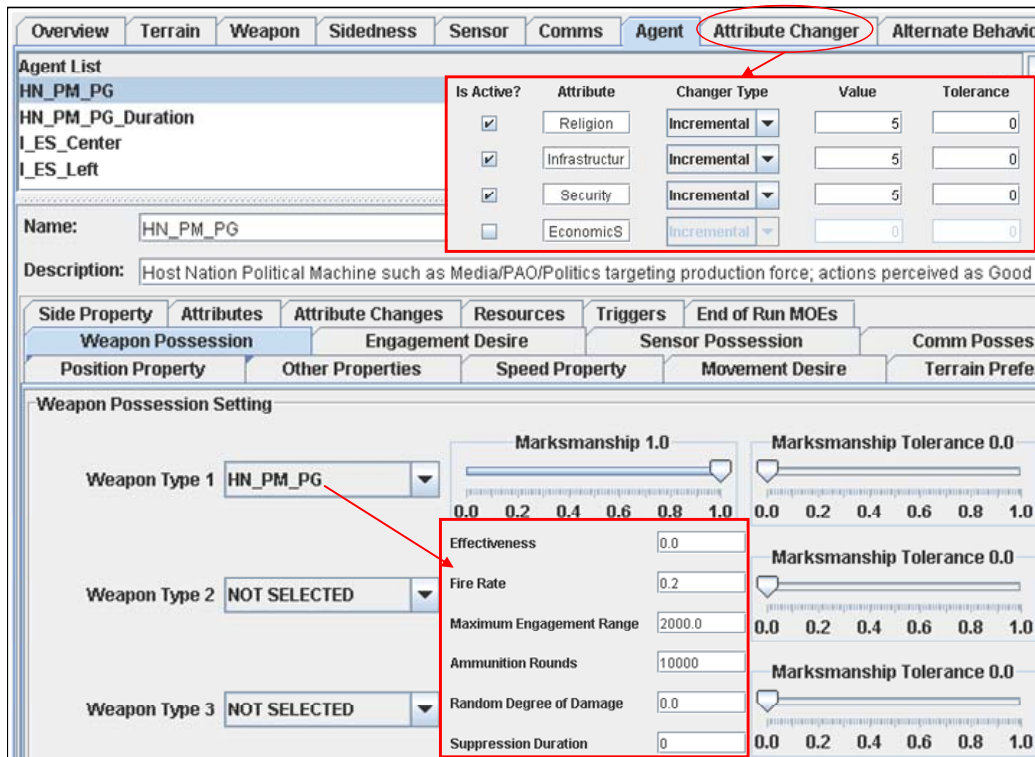 Overview Terrain Weapon Sidedness Sensor Comms Agent Attribute Changer Alternate Behavio
Agent List
HN_PM_PG
HN_PM_PG_Duration
I_ES_Center
I_ES_Left
Is Active? Attribute Changer Type Value Tolerance
Religion Incremental 5 0
Infrastructur Incremental 5 0
Security Incremental 5 0
EconomicS Incremental 0 0
Name: HN_PM_PG
Description: Host Nation Political Machine such as Media/PAO/Politics targeting production force; actions perceived as Good
Side Property Attributes Attribute Changes Resources Triggers End of Run MOEs
Weapon Possession Engagement Desire Sensor Possession Comm Posses
Position Property Other Properties Speed Property Movement Desire Terrain Prefe
Weapon Possession Setting
Marksmanship 1.0 Marksmanship Tolerance 0.0
Weapon Type 1 HN_PM_PG
0.0 0.2 0.4 0.6 0.8 1.0 0.0 0.2 0.4 0.6 0.8 1.0
Effectiveness 0.0
Marksmanship Tolerance 0.0
Fire Rate 0.2
Weapon Type 2 NOT SELECTED
Maximum Engagement Range 2000.0
0.0 0.2 0.4 0.6 0.8 1.0
Ammunition Rounds 10000
Marksmanship Tolerance 0.0
Random Degree of Damage 0.0
Weapon Type 3 NOT SELECTED
Suppression Duration 0
0.0 0.2 0.4 0.6 0.8 1.0